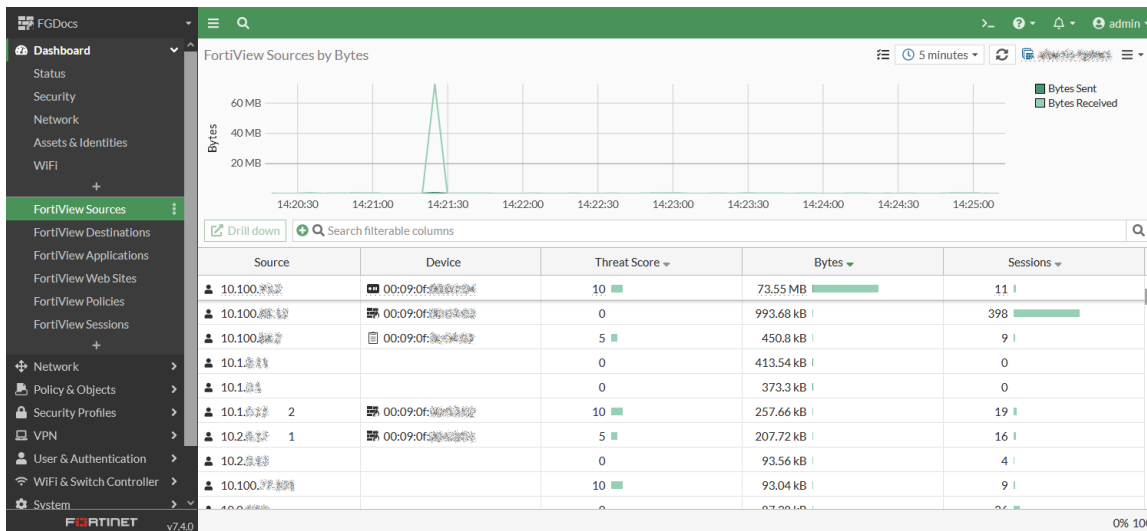 FGDocs
admin
Dashboard
Status
Security
Network
Assets & Identities
WiFi
+
FortiView Sources
FortiView Destinations
FortiView Applications
FortiView Web Sites
FortiView Policies
FortiView Sessions
+
Network
Policy & Objects
Security Profiles
VPN
User & Authentication
WiFi & Switch Controller
System
FORTINET v7.4.0
FortiView Sources by Bytes
5 minutes
Bytes Sent
Bytes Received
Bytes
60 MB
40 MB
20 MB
14:20:30 14:21:00 14:21:30 14:22:00 14:22:30 14:23:00 14:23:30 14:24:00 14:24:30 14:25:00
Drill down Search filterable columns
Source Device Threat Score Bytes Sessions
10.100. 00:09:0f: 10 73.55 MB 11
10.100. 00:09:0f: 0 993.68 kB 398
10.100. 00:09:0f: 5 450.8 kB 9
10.1. 0 413.54 kB 0
10.1. 0 373.3 kB 0
10.1. 2 00:09:0f: 10 257.66 kB 19
10.2. 1 00:09:0f: 5 207.72 kB 16
10.2. 0 93.56 kB 4
10.100. 10 93.04 kB 9
0% 100